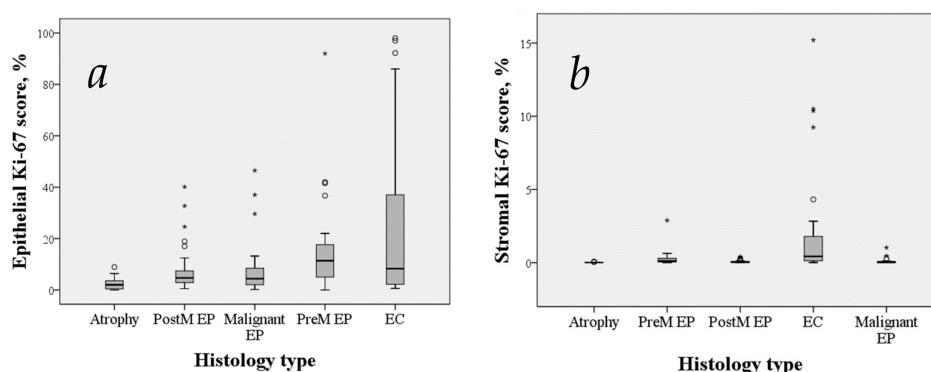 a
Epithelial Ki-67 score, %
100
80
60
40
20
0
Atrophy PostM EP Malignant EP PreM EP EC
Histology type
b
Stromal Ki-67 score, %
15
10
5
0
Atrophy PreM EP PostM EP EC Malignant EP
Histology type